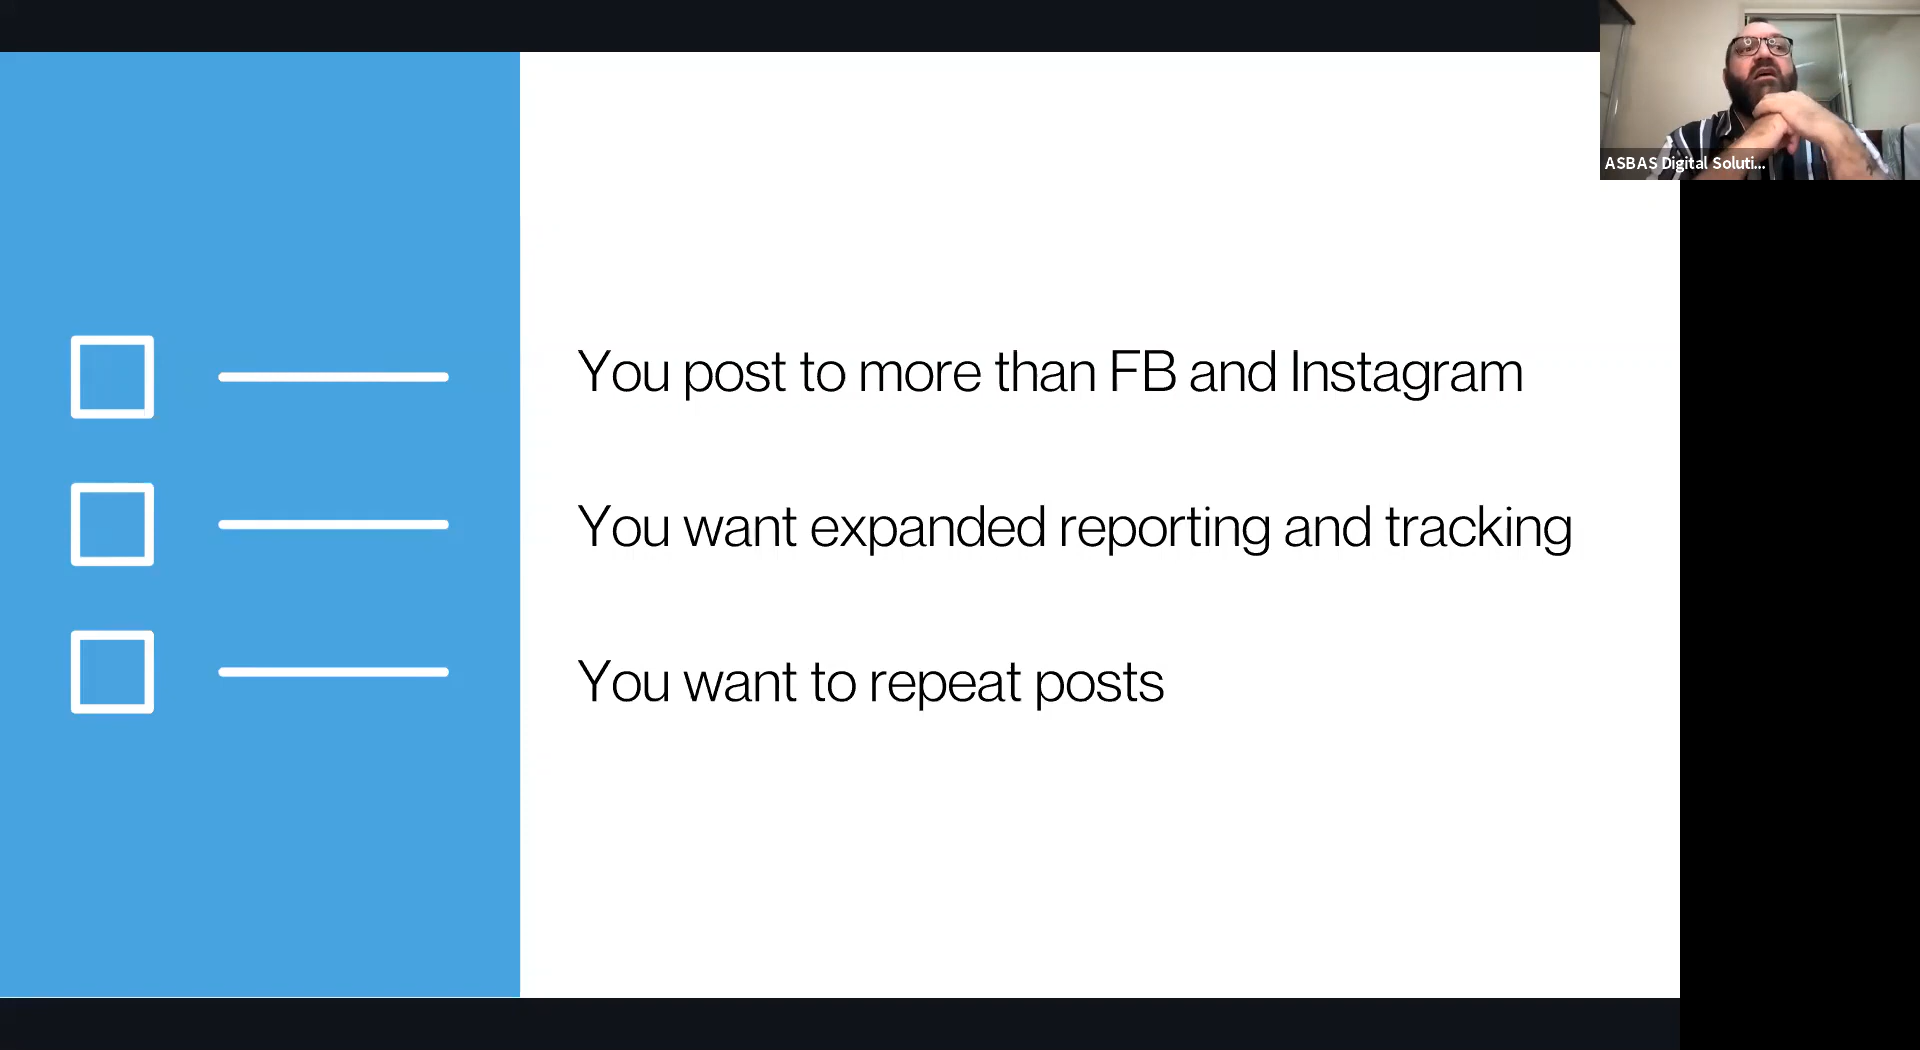 ASBAS Digital Soluti...
You post to more than FB and Instagram
You want expanded reporting and tracking
You want to repeat posts